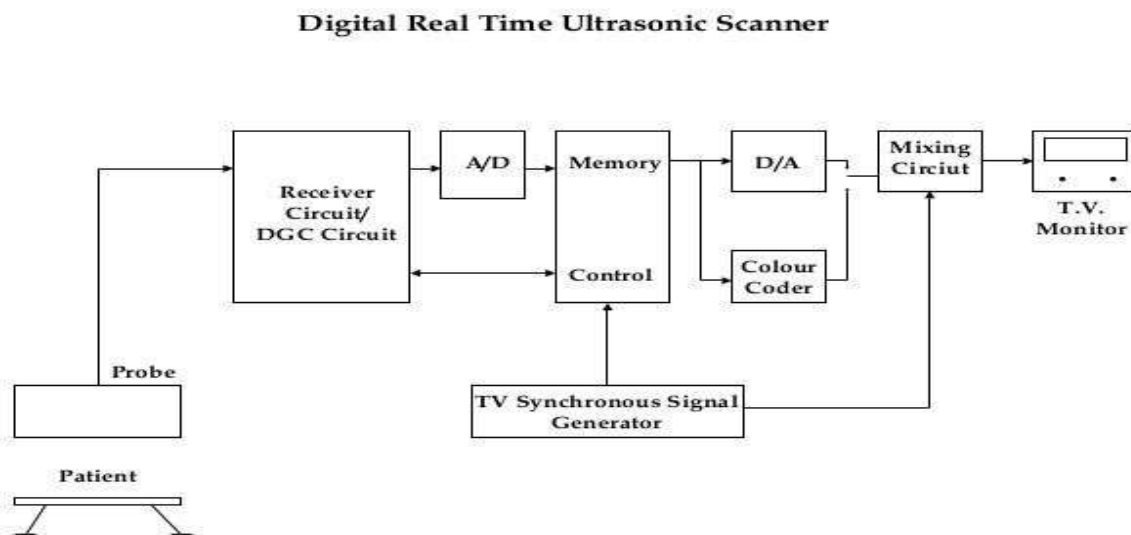 Digital Real Time Ultrasonic Scanner
Receiver
Circuit/
DGC Circuit
A/D
Memory
Control
D/A
Colour
Coder
Mixing
Circiut
T.V.
Monitor
Probe
TV Synchronous Signal
Generator
Patient